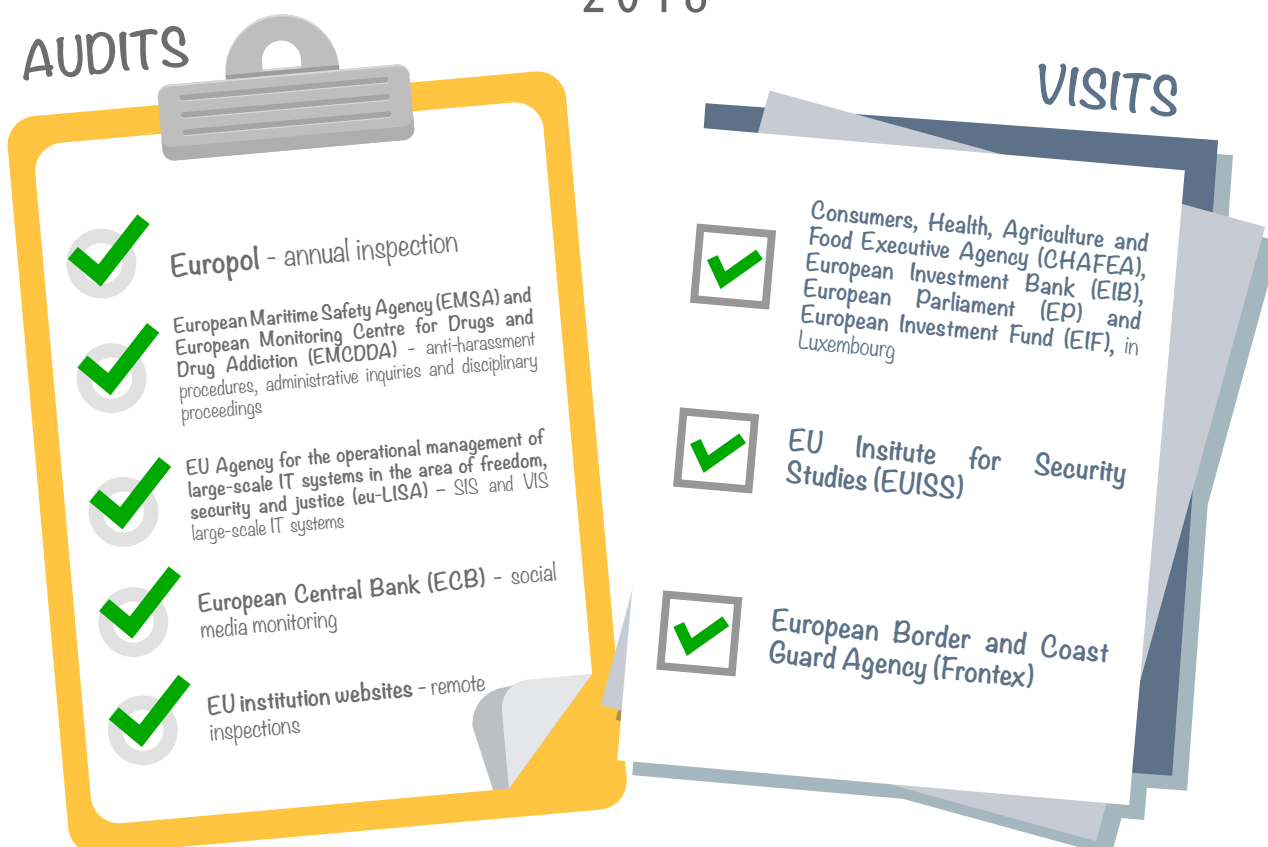 2018
AUDITS
Europol - annual inspection
European Maritime Safety Agency (EMSA) and
European Monitoring Centre for Drugs and
Drug Addiction (EMCDDA) - anti-harassment
procedures, administrative inquiries and disciplinary
proceedings
EU Agency for the operational management of
large-scale IT systems in the area of freedom,
security and justice (eu-LISA) – SIS and VIS
large-scale IT systems
European Central Bank (ECB) - social
media monitoring
EU institution websites - remote
inspections
VISITS
Consumers, Health, Agriculture and
Food Executive Agency (CHAFEA),
European Investment Bank (EIB),
European Parliament (EP) and
European Investment Fund (EIF), in
Luxembourg
EU Insitute for Security
Studies (EUISS)
European Border and Coast
Guard Agency (Frontex)